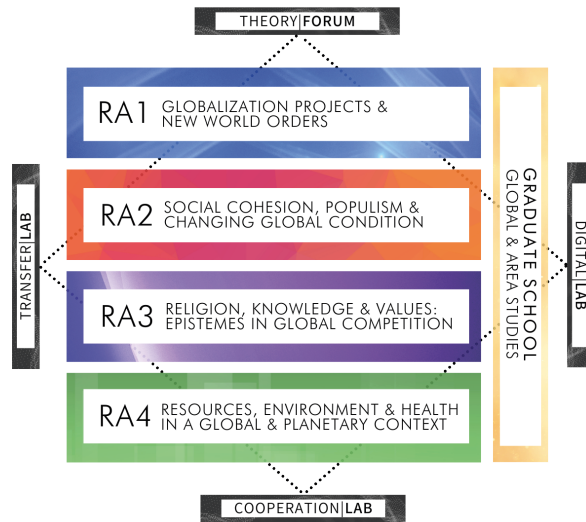 THEORY|FORUM
RA1
GLOBALIZATION PROJECTS &
NEW WORLD ORDERS
RA2
SOCIAL COHESION, POPULISM &
CHANGING GLOBAL CONDITION
RA3
RELIGION, KNOWLEDGE & VALUES:
EPISTEMES IN GLOBAL COMPETITION
RA4
RESOURCES, ENVIRONMENT & HEALTH
IN A GLOBAL & PLANETARY CONTEXT
TRANSFER|LAB
GRADUATE SCHOOL
GLOBAL & AREA STUDIES
DIGITAL|LAB
COOPERATION|LAB